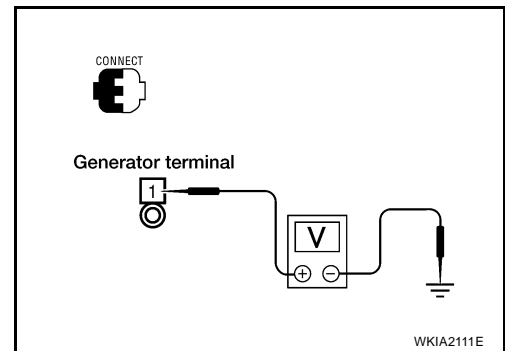 CONNECT
Generator terminal
1
V
+ −
WKIA2111E